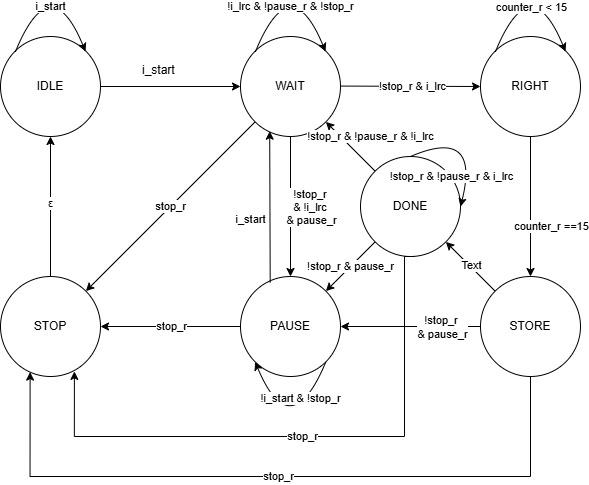 i_start
!i_lrc & !pause_r & !stop_r
counter_r < 15
IDLE
i_start
WAIT
!stop_r & i_lrc
RIGHT
!stop_r & !pause_r & !i_lrc
!stop_r & !pause_r & i_lrc
!stop_r
& !i_lrc
& pause_r
ε
stop_r
i_start
DONE
counter_r ==15
!stop_r & pause_r
Text
STOP
stop_r
PAUSE
!stop_r
& pause_r
STORE
!i_start & !stop_r
stop_r
stop_r